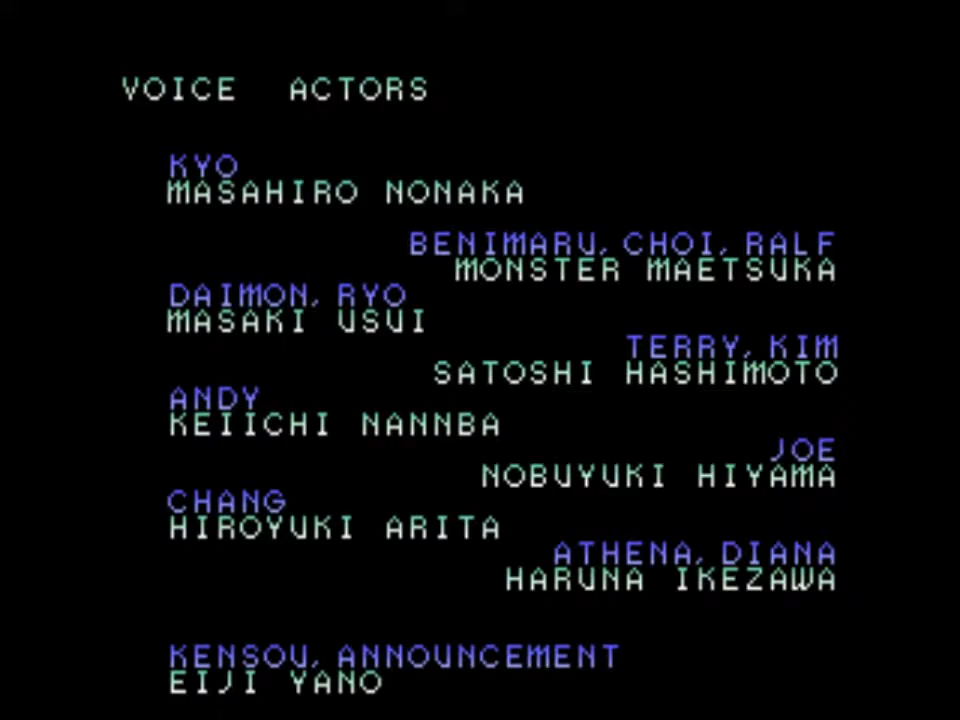 VOICE ACTORS
KYO
MASAHIRO NONAKA
BENIMARU, CHOI, RALF
MONSTER MAETSUKA
DAIMON, RYO
MASAKI USUI
TERRY, KIM
SATOSHI HASHIMOTO
ANDY
KEIICHI NANNBA
JOE
NOBUYUKI HIYAMA
CHANG
HIROYUKI ARITA
ATHENA, DIANA
HARUNA IKEZAWA
KENSOU, ANNOUNCEMENT
EIJI YANO